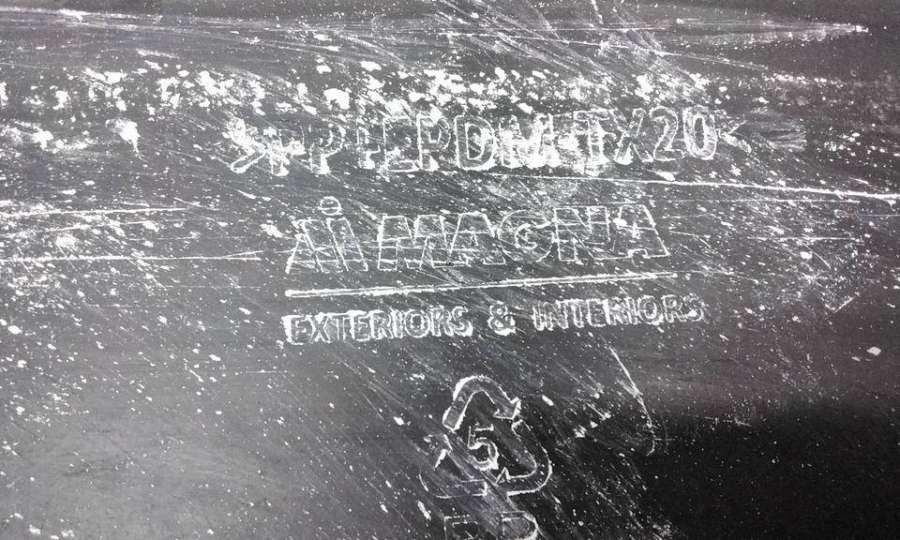 >PP+EPDM-TX20<
MAGNA
EXTERIORS & INTERIORS
5